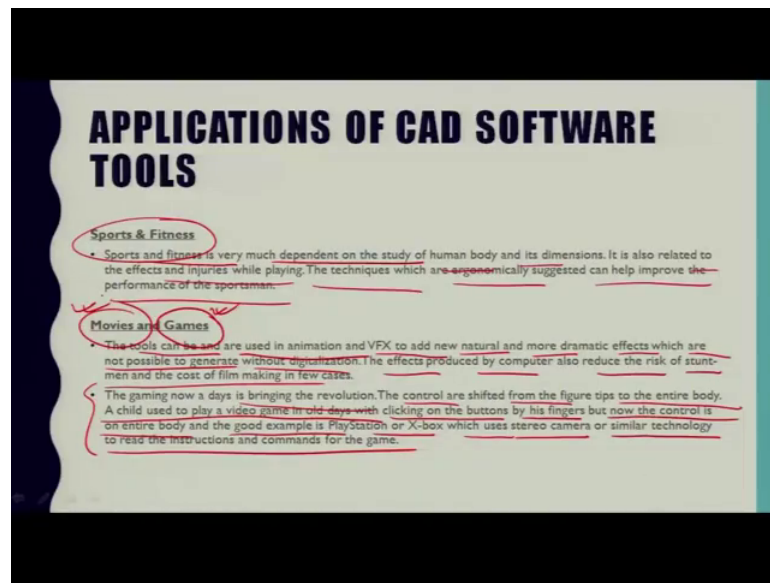 APPLICATIONS OF CAD SOFTWARE
TOOLS
Sports & Fitness
• Sports and fitness is very much dependent on the study of human body and its dimensions. It is also related to
the effects and injuries while playing. The techniques which are ergonomically suggested can help improve the
performance of the sportsman.
Movies and Games
• The tools can be and are used in animation and VFX to add new natural and more dramatic effects which are
not possible to generate without digitalization. The effects produced by computer also reduce the risk of stunt-
men and the cost of film making in few cases.
• The gaming now a days is bringing the revolution. The control are shifted from the figure tips to the entire body.
A child used to play a video game in old days with clicking on the buttons by his fingers but now the control is
on entire body and the good example is PlayStation or X-box which uses stereo camera or similar technology
to read the instructions and commands for the game.